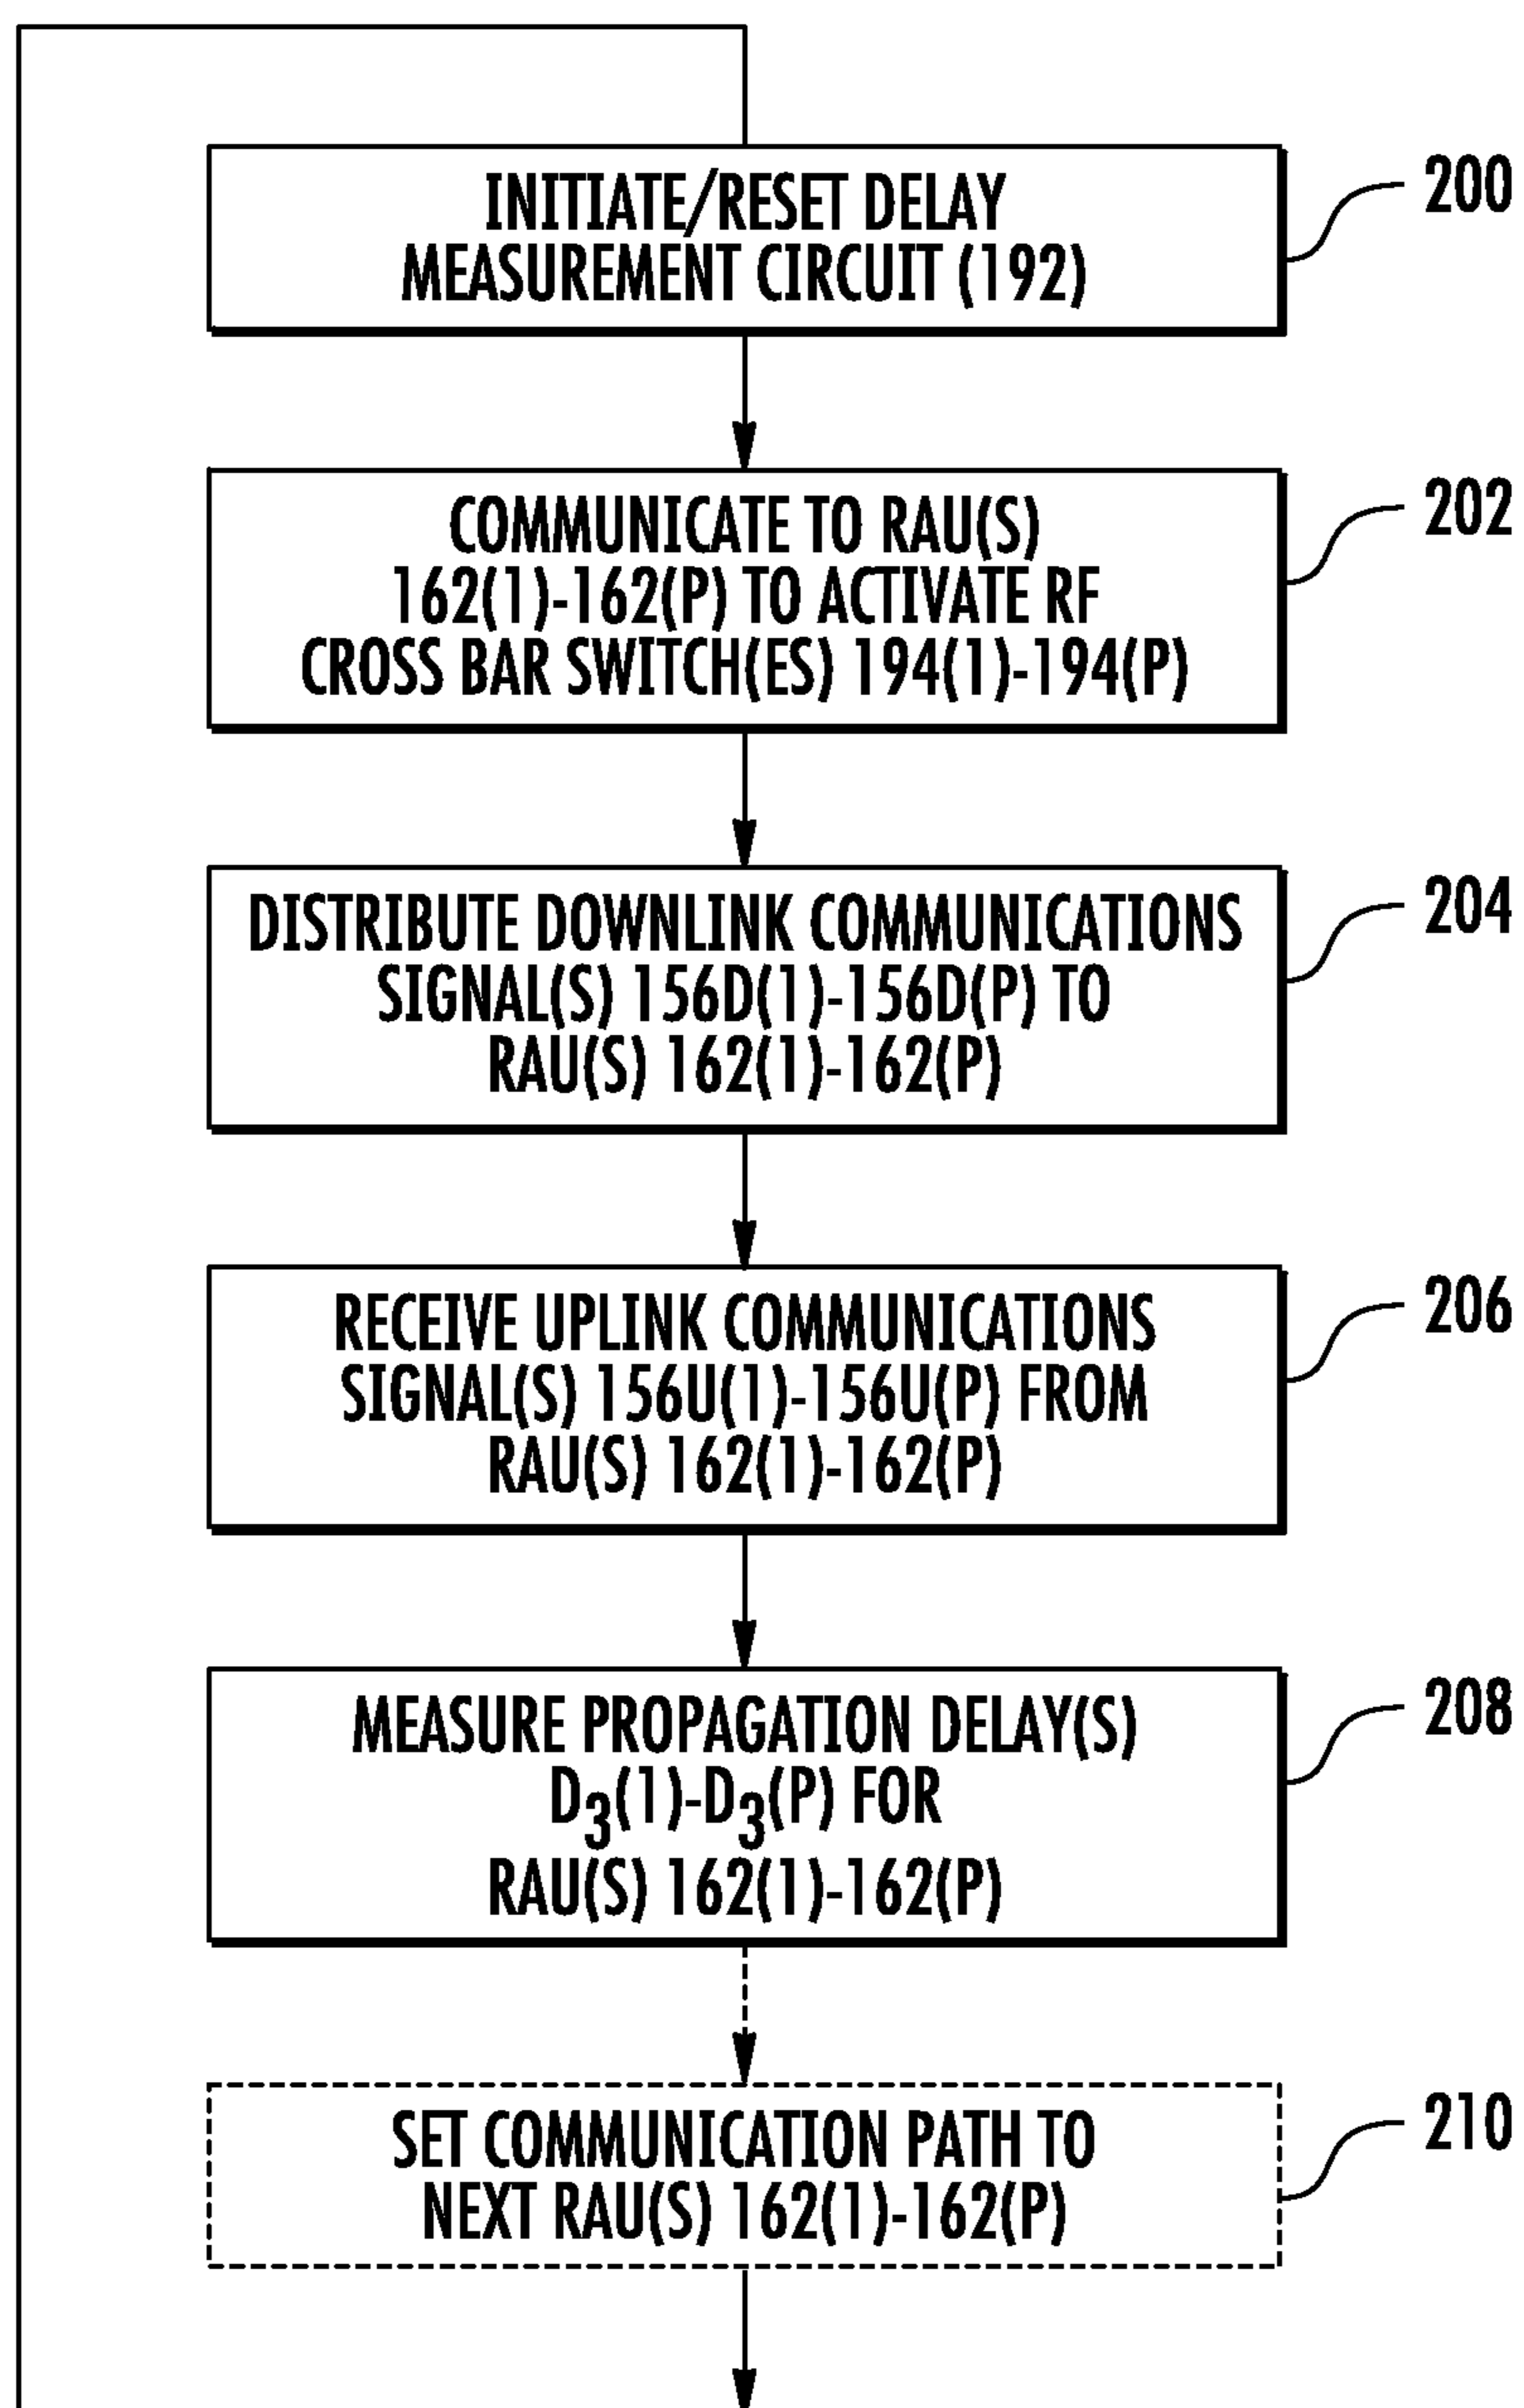 INITIATE/RESET DELAY
MEASUREMENT CIRCUIT (192)
200
COMMUNICATE TO RAU(S)
162(1)-162(P) TO ACTIVATE RF
CROSS BAR SWITCH(ES) 194(1)-194(P)
202
DISTRIBUTE DOWNLINK COMMUNICATIONS
SIGNAL(S) 156D(1)-156D(P) TO
RAU(S) 162(1)-162(P)
204
RECEIVE UPLINK COMMUNICATIONS
SIGNAL(S) 156U(1)-156U(P) FROM
RAU(S) 162(1)-162(P)
206
MEASURE PROPAGATION DELAY(S)
D₃(1)-D₃(P) FOR
RAU(S) 162(1)-162(P)
208
SET COMMUNICATION PATH TO
NEXT RAU(S) 162(1)-162(P)
210